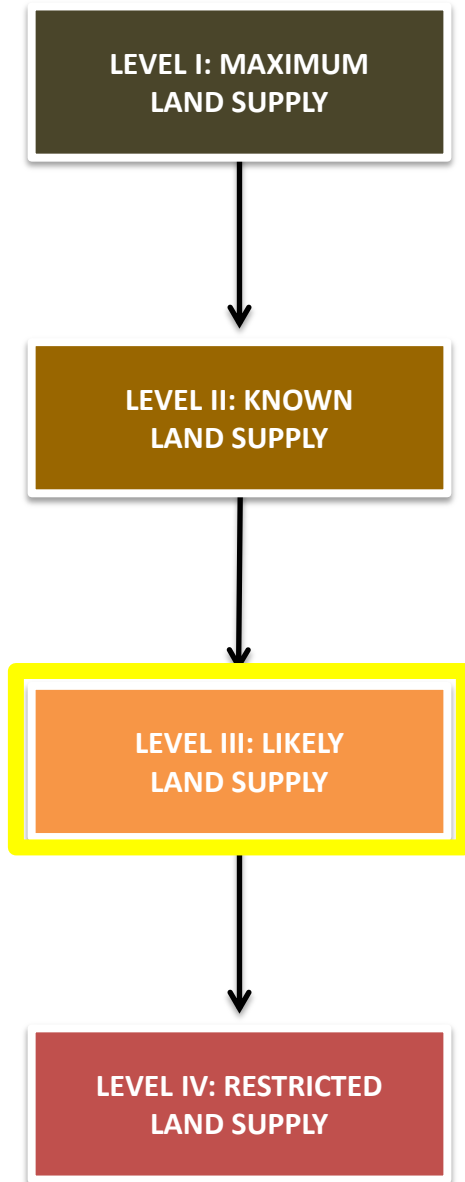 LEVEL I: MAXIMUM
LAND SUPPLY
LEVEL II: KNOWN
LAND SUPPLY
LEVEL III: LIKELY
LAND SUPPLY
LEVEL IV: RESTRICTED
LAND SUPPLY